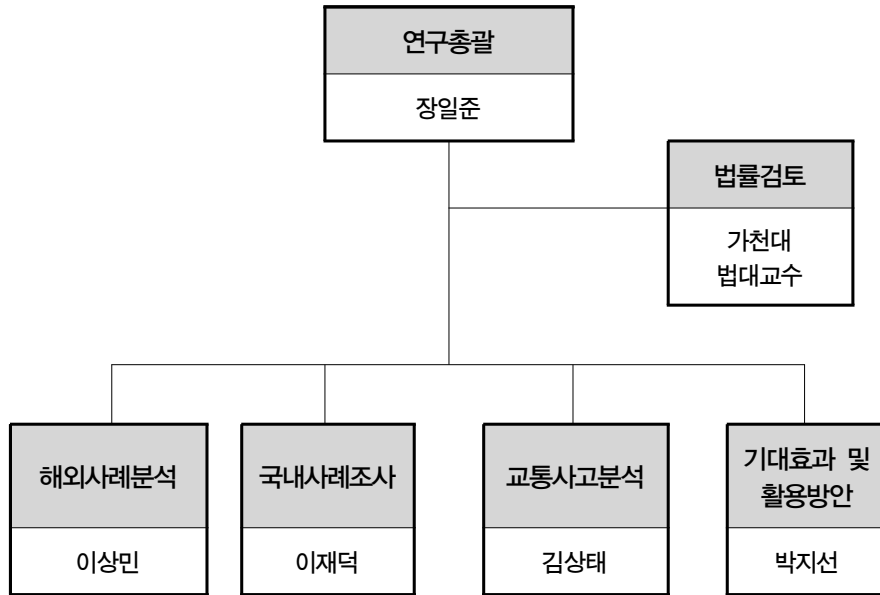 연구총괄
장일준
법률검토
가천대
법대교수
해외사례분석
이상민
국내사례조사
이재덕
교통사고분석
김상태
기대효과 및
활용방안
박지선